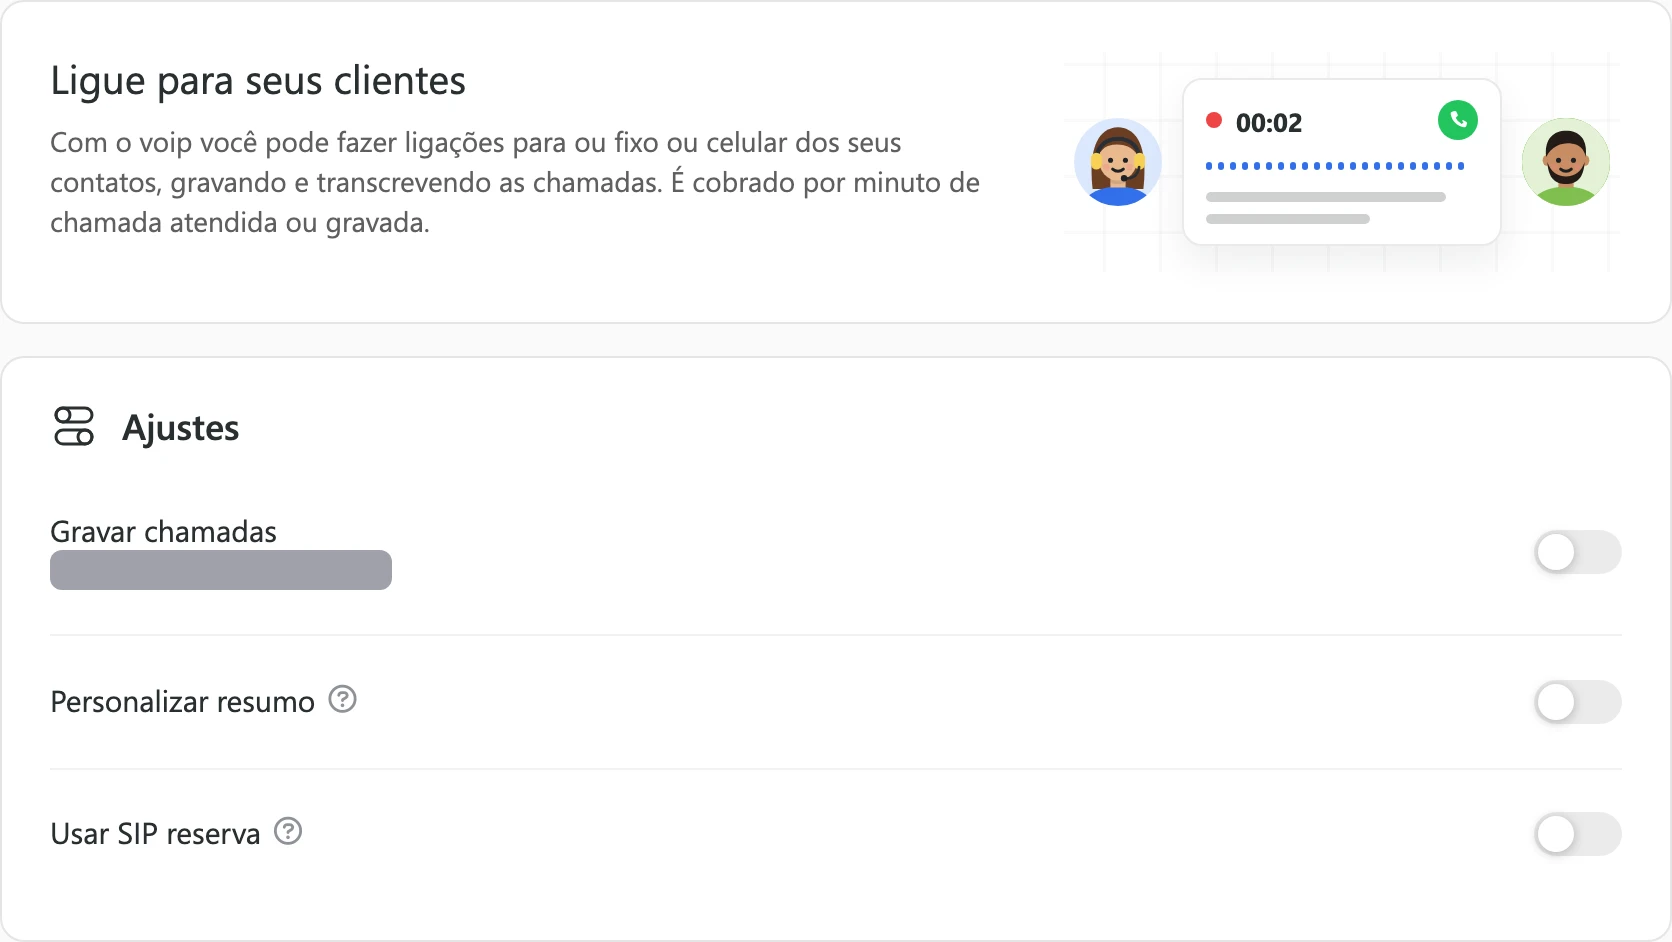 Ligue para seus clientes
Com o voip você pode fazer ligações para ou fixo ou celular dos seus
contatos, gravando e transcrevendo as chamadas. É cobrado por minuto de
chamada atendida ou gravada.
00:02
Ajustes
Gravar chamadas
Personalizar resumo
Usar SIP reserva